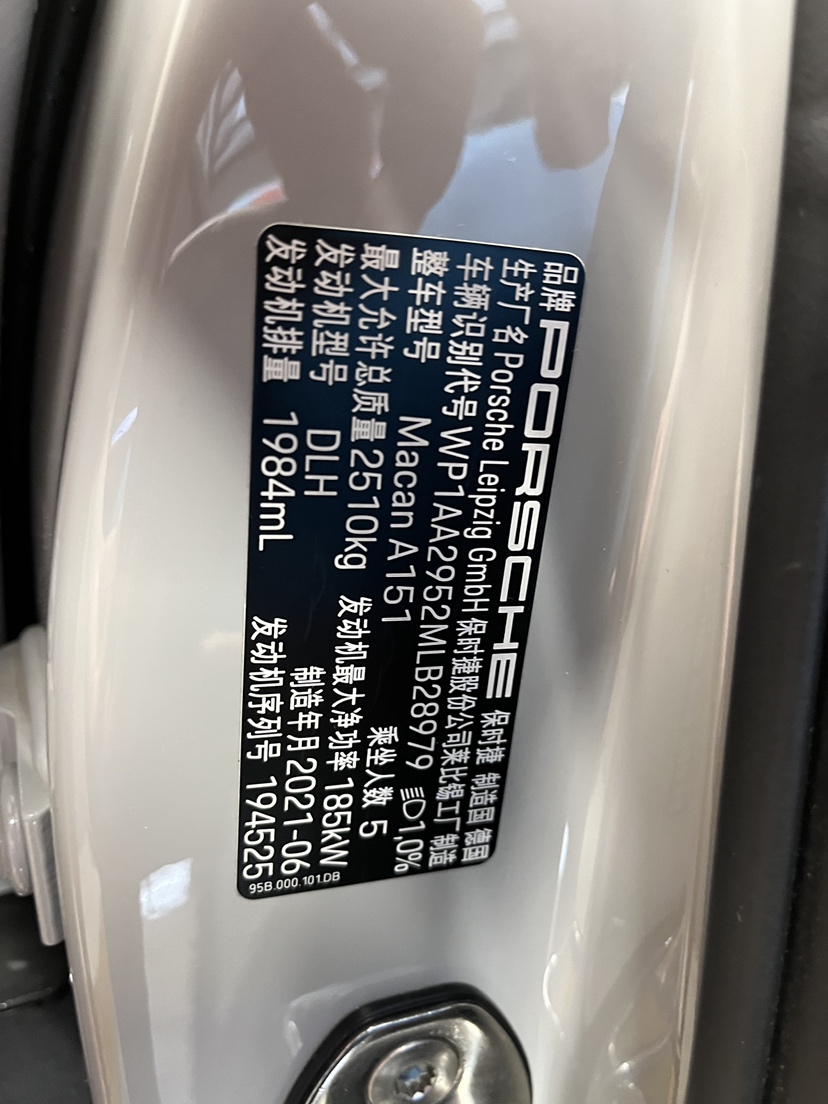 品牌 PORSCHE 保时捷 制造国 德国
生产厂名 Porsche Leipzig GmbH 保时捷股份公司莱比锡工厂 制造
车辆识别代号 WP1AA2952MLB28979 1,0%
整车型号 Macan A151 乘坐人数 5
最大允许总质量 2510kg 发动机最大净功率 185kW
发动机型号 DLH 制造年月 2021-06
发动机排量 1984mL 发动机序列号 194525
95B.000.101.DB